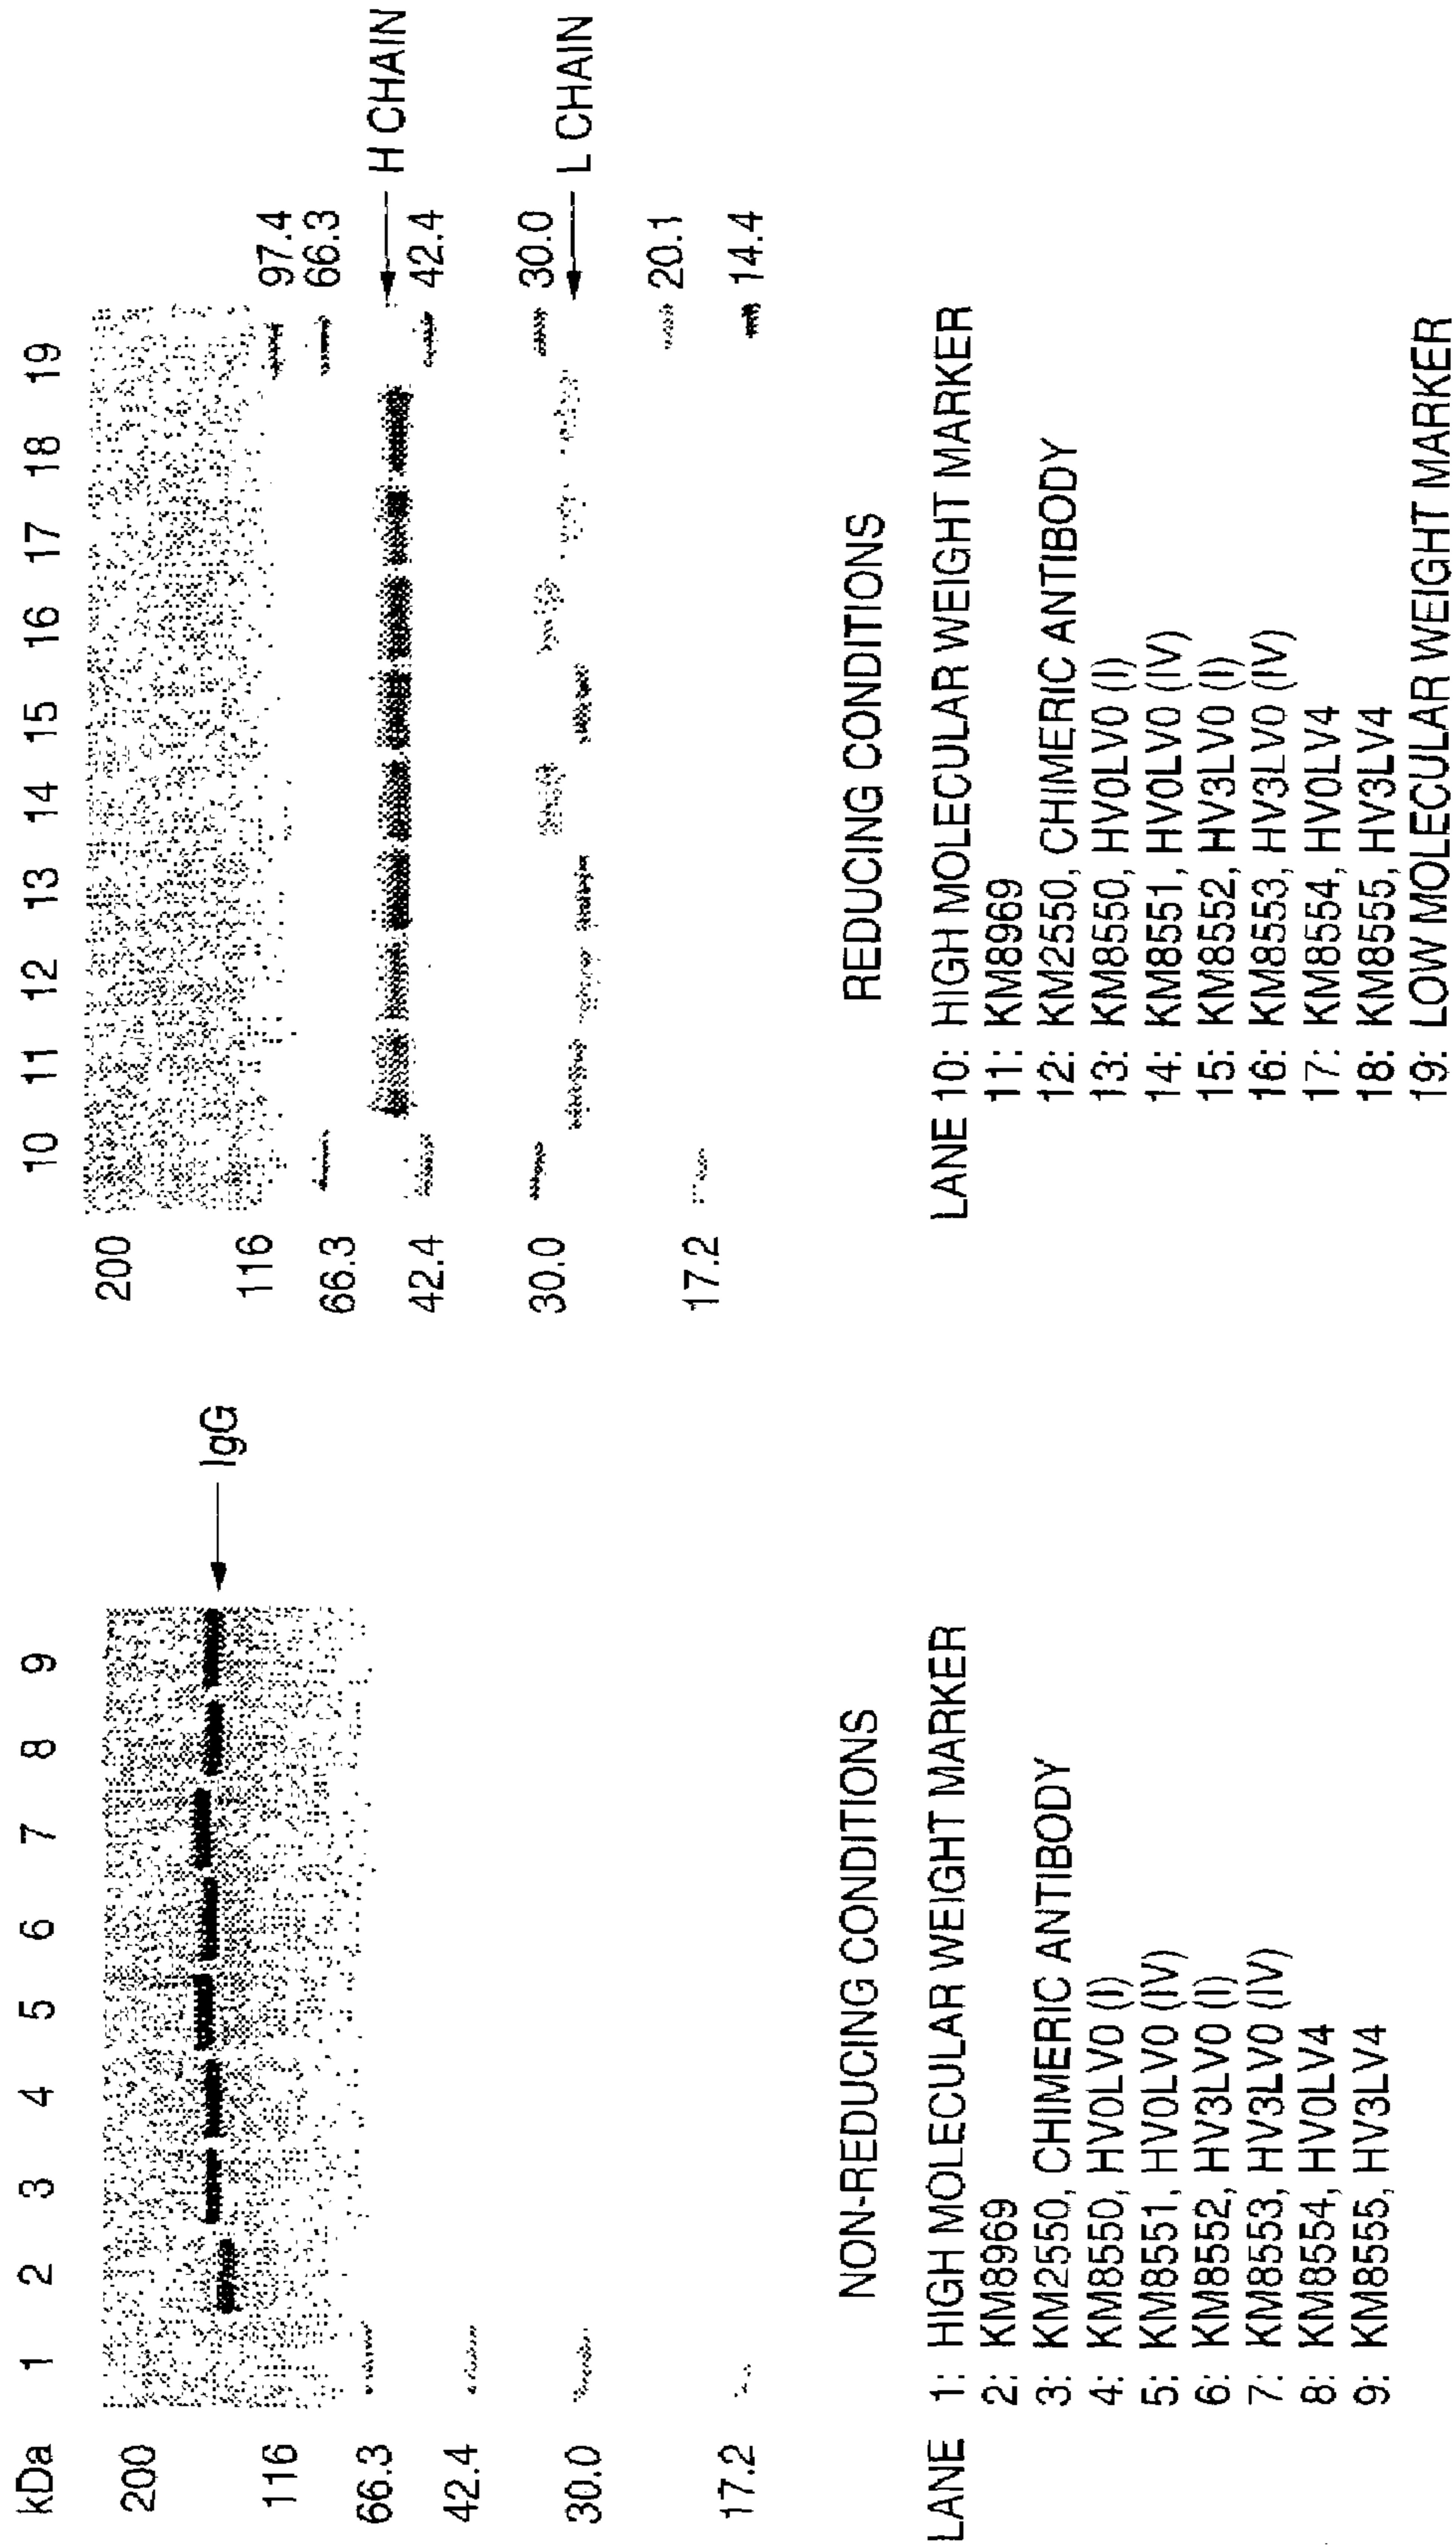 kDa 1 2 3 4 5 6 7 8 9
200
116
66.3
42.4
30.0
17.2
IgG
NON-REDUCING CONDITIONS
LANE 1: HIGH MOLECULAR WEIGHT MARKER
2: KM8969
3: KM2550, CHIMERIC ANTIBODY
4: KM8550, HV0LV0 (I)
5: KM8551, HV0LV0 (IV)
6: KM8552, HV3LV0 (I)
7: KM8553, HV3LV0 (IV)
8: KM8554, HV0LV4
9: KM8555, HV3LV4
10 11 12 13 14 15 16 17 18 19
200
116
66.3
42.4
30.0
17.2
97.4
66.3
H CHAIN
42.4
30.0
L CHAIN
20.1
14.4
REDUCING CONDITIONS
LANE 10: HIGH MOLECULAR WEIGHT MARKER
11: KM8969
12: KM2550, CHIMERIC ANTIBODY
13: KM8550, HV0LV0 (I)
14: KM8551, HV0LV0 (IV)
15: KM8552, HV3LV0 (I)
16: KM8553, HV3LV0 (IV)
17: KM8554, HV0LV4
18: KM8555, HV3LV4
19: LOW MOLECULAR WEIGHT MARKER